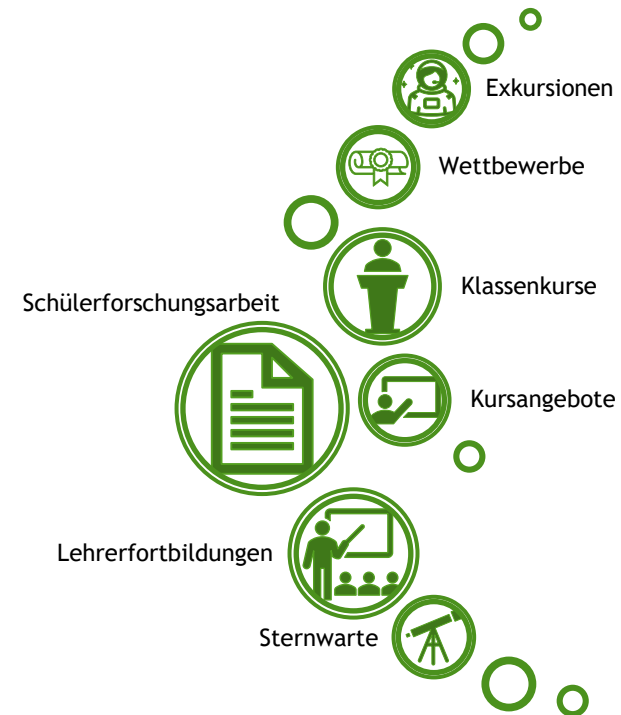 Exkursionen
Wettbewerbe
Klassenkurse
Schülerforschungsarbeit
Kursangebote
Lehrerfortbildungen
Sternwarte